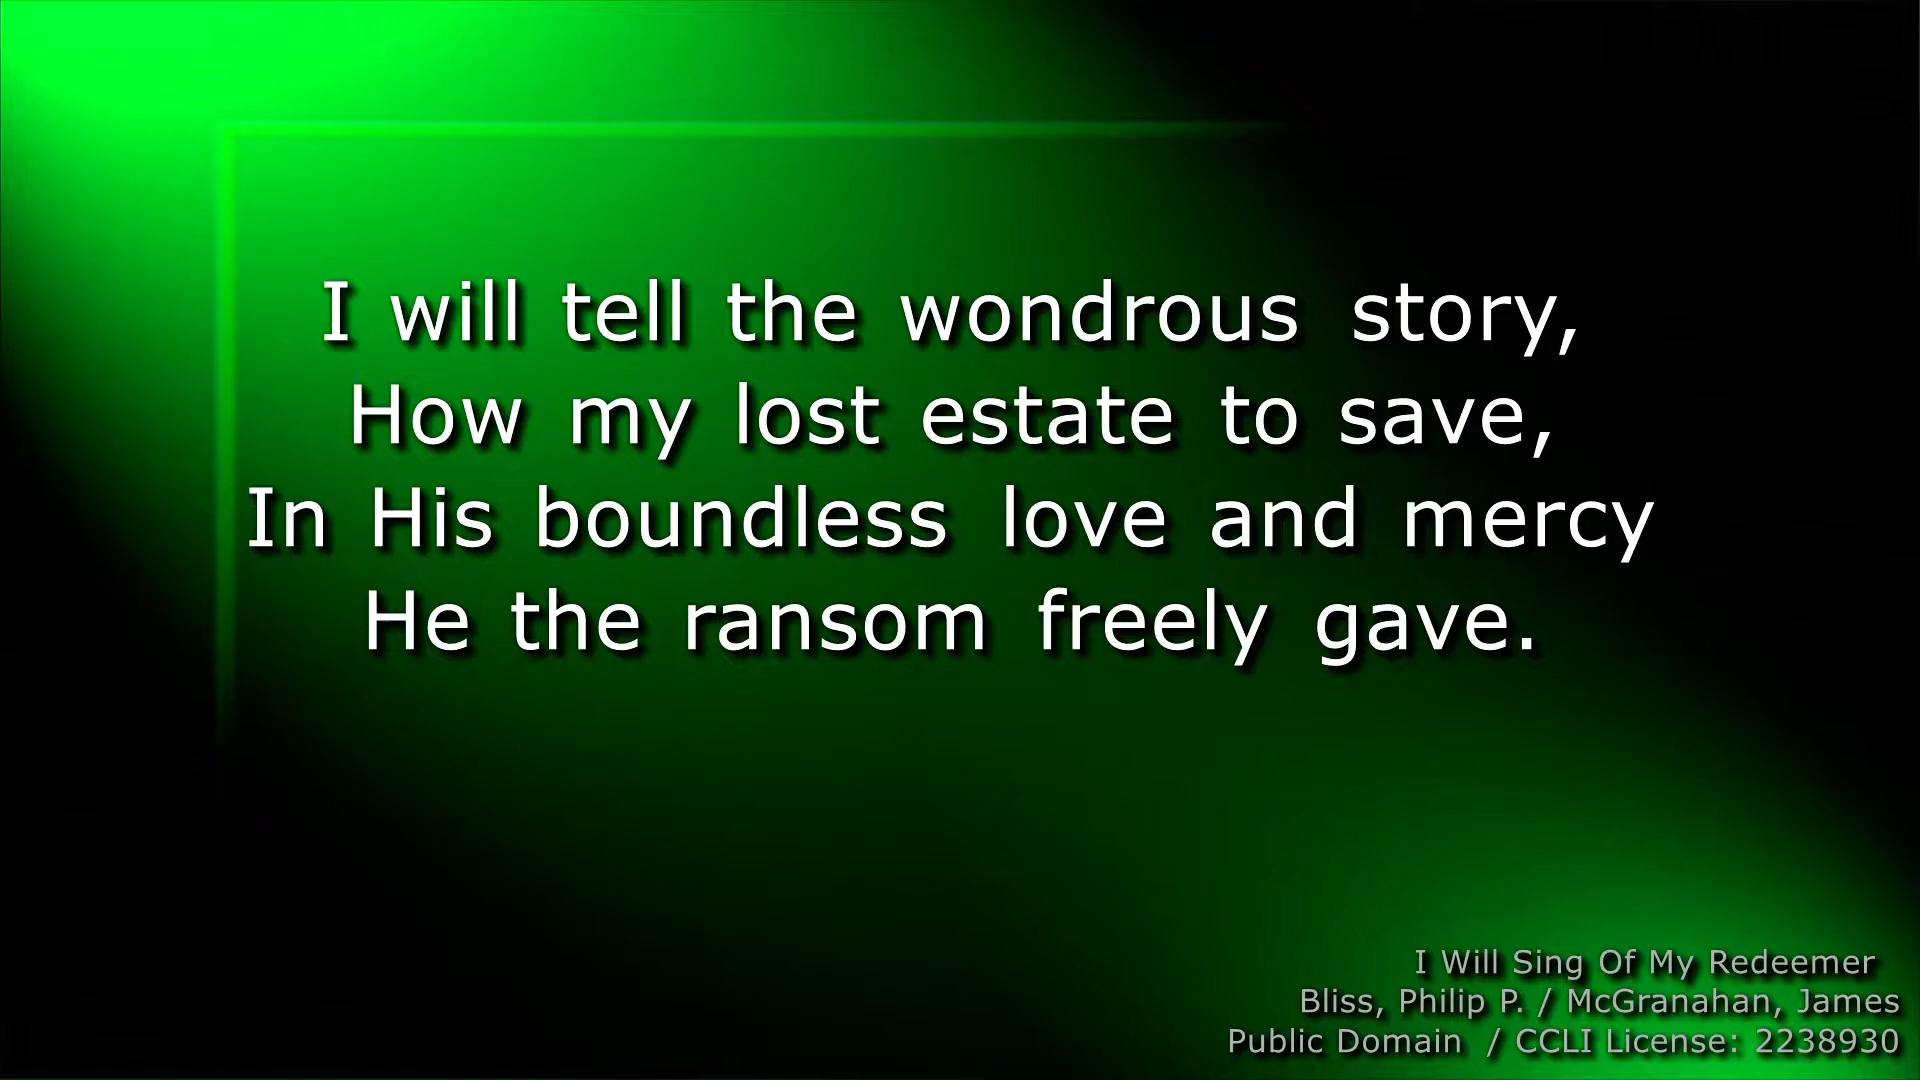 I will tell the wondrous story,
How my lost estate to save,
In His boundless love and mercy
He the ransom freely gave.
I Will Sing Of My Redeemer
Bliss, Philip P. / McGranahan, James
Public Domain / CCLI License: 2238930